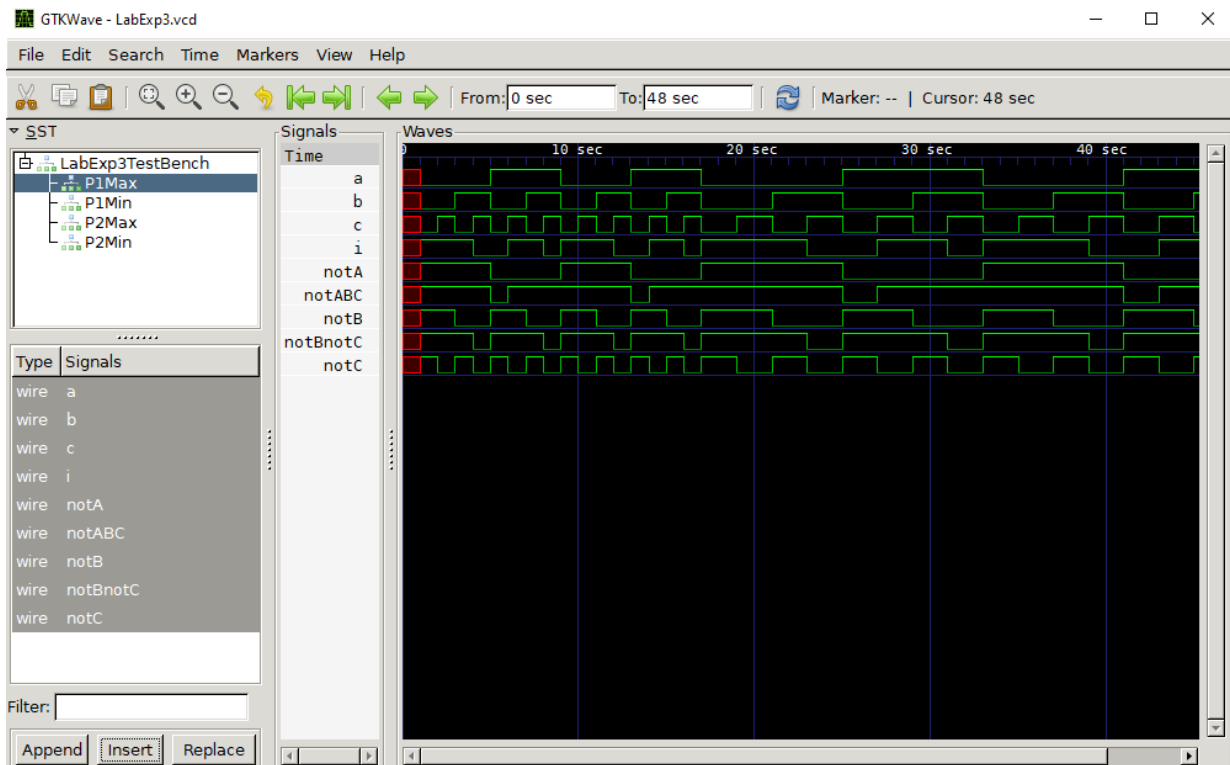 GTKWave - LabExp3.vcd
File Edit Search Time Markers View Help
From: 0 sec To: 48 sec Marker: -- | Cursor: 48 sec
SST
LabExp3TestBench
P1Max
P1Min
P2Max
P2Min
Type Signals
wire a
wire b
wire c
wire i
wire notA
wire notABC
wire notB
wire notBnotC
wire notC
Filter:
Append Insert Replace
Signals
Time
a
b
c
i
notA
notABC
notB
notBnotC
notC
Waves
0 10 sec 20 sec 30 sec 40 sec